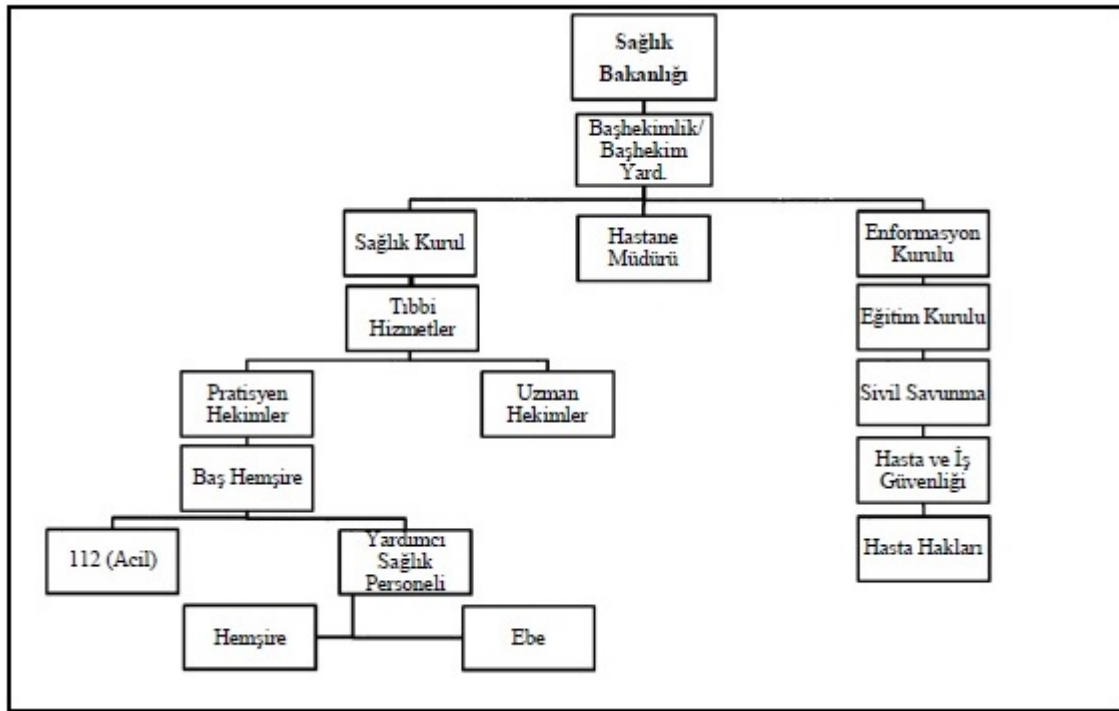 Sağlık
Bakanlığı
Başhekimlik/
Başhekim
Yard.
Sağlık Kurul
Hastane
Müdürü
Enformasyon
Kurulu
Tıbbi
Hizmetler
Eğitim Kurulu
Pratisyen
Hekimler
Uzman
Hekimler
Sivil Savunma
Baş Hemşire
Hasta ve İş
Güvenliği
112 (Acil)
Yardımcı
Sağlık
Personeli
Hasta Hakları
Hemşire
Ebe